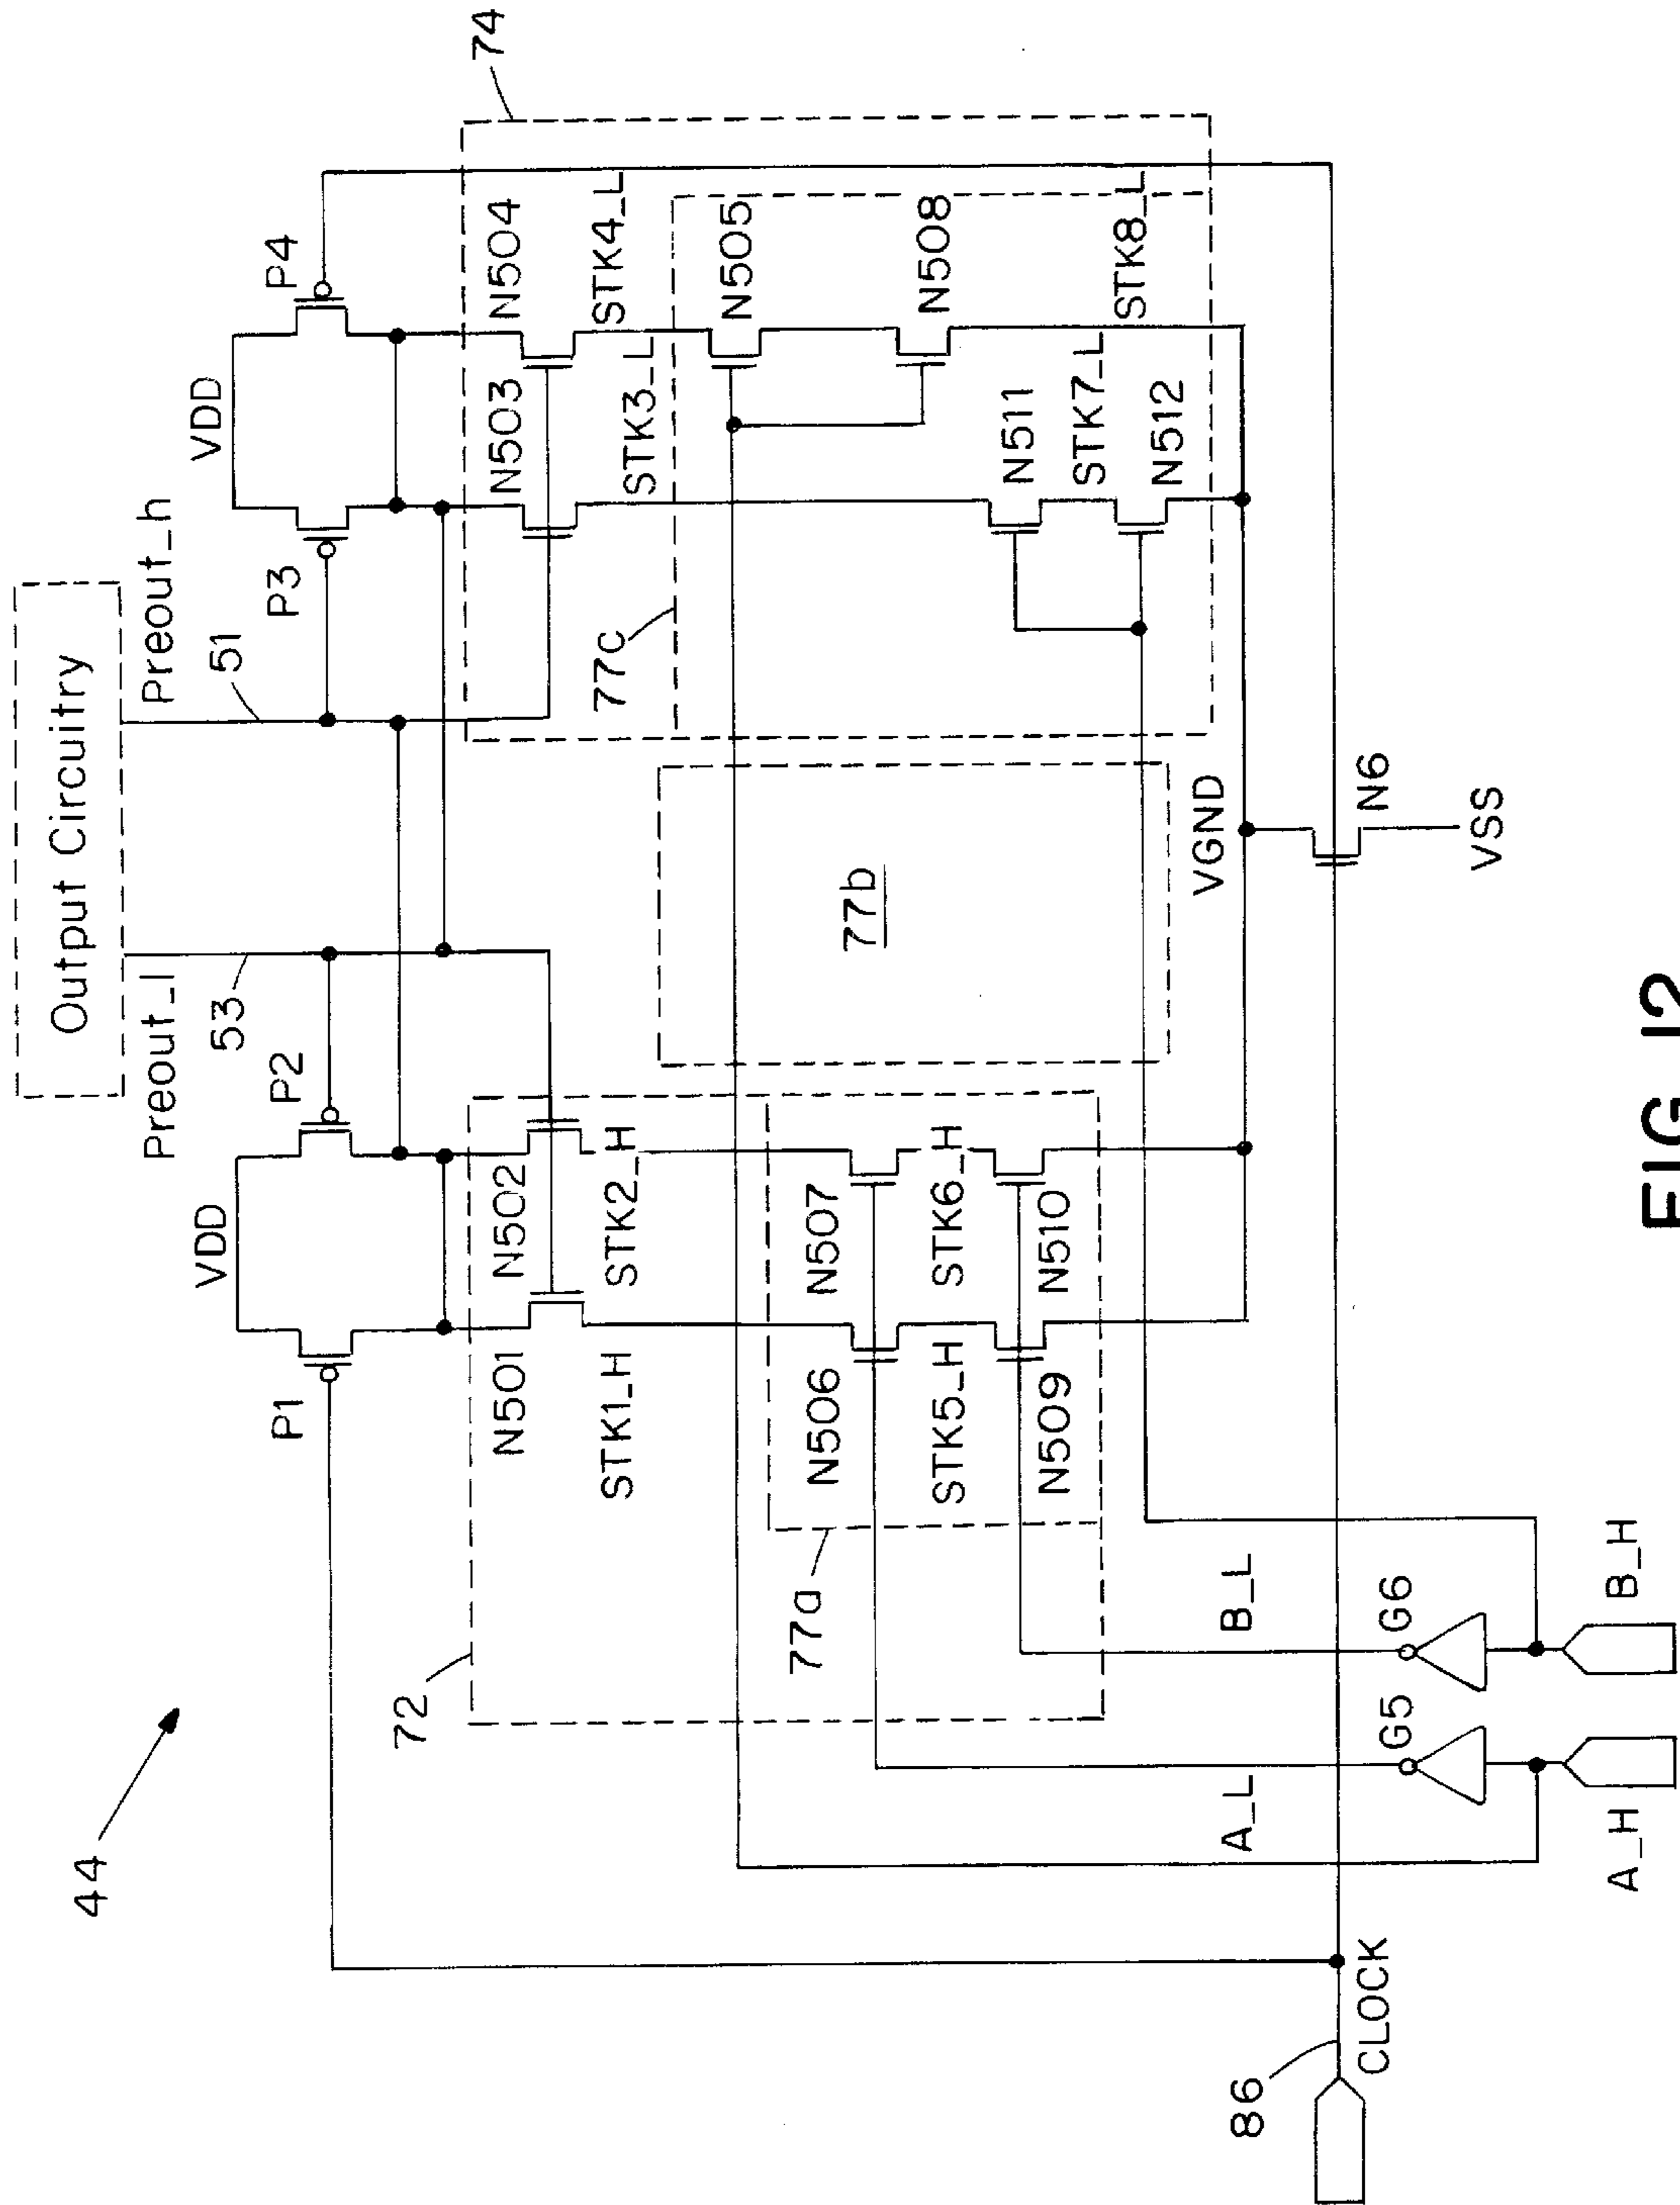 44
Output Circuitry
Preout_l
Preout_h
53
51
74
VDD
VDD
P1
P2
P3
P4
72
N501
N502
N503
N504
STK1_H
STK2_H
STK3_L
STK4_L
77a
77b
77c
N505
N506
N507
N508
STK5_H
STK6_H
N509
N510
N511
STK7_L
STK8_L
N512
VGND
A_L
B_L
G5
G6
N6
VSS
86
CLOCK
A_H
B_H
FIG. 12